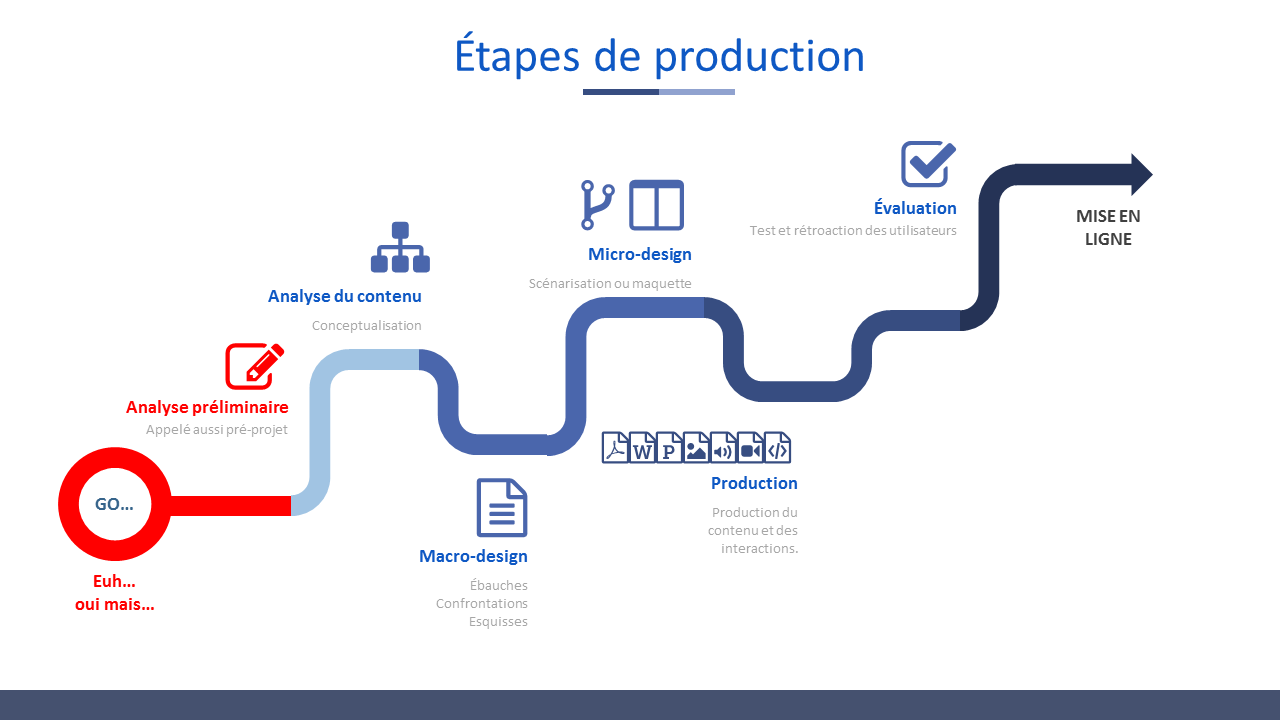 Étapes de production
GO...
Euh...
oui mais...
Analyse préliminaire
Appelé aussi pré-projet
Analyse du contenu
Conceptualisation
Macro-design
Ébauches
Confrontations
Esquisses
Micro-design
Scénarisation ou maquette
W
P
Production
Production du
contenu et des
interactions.
Évaluation
Test et rétroaction des utilisateurs
MISE EN
LIGNE